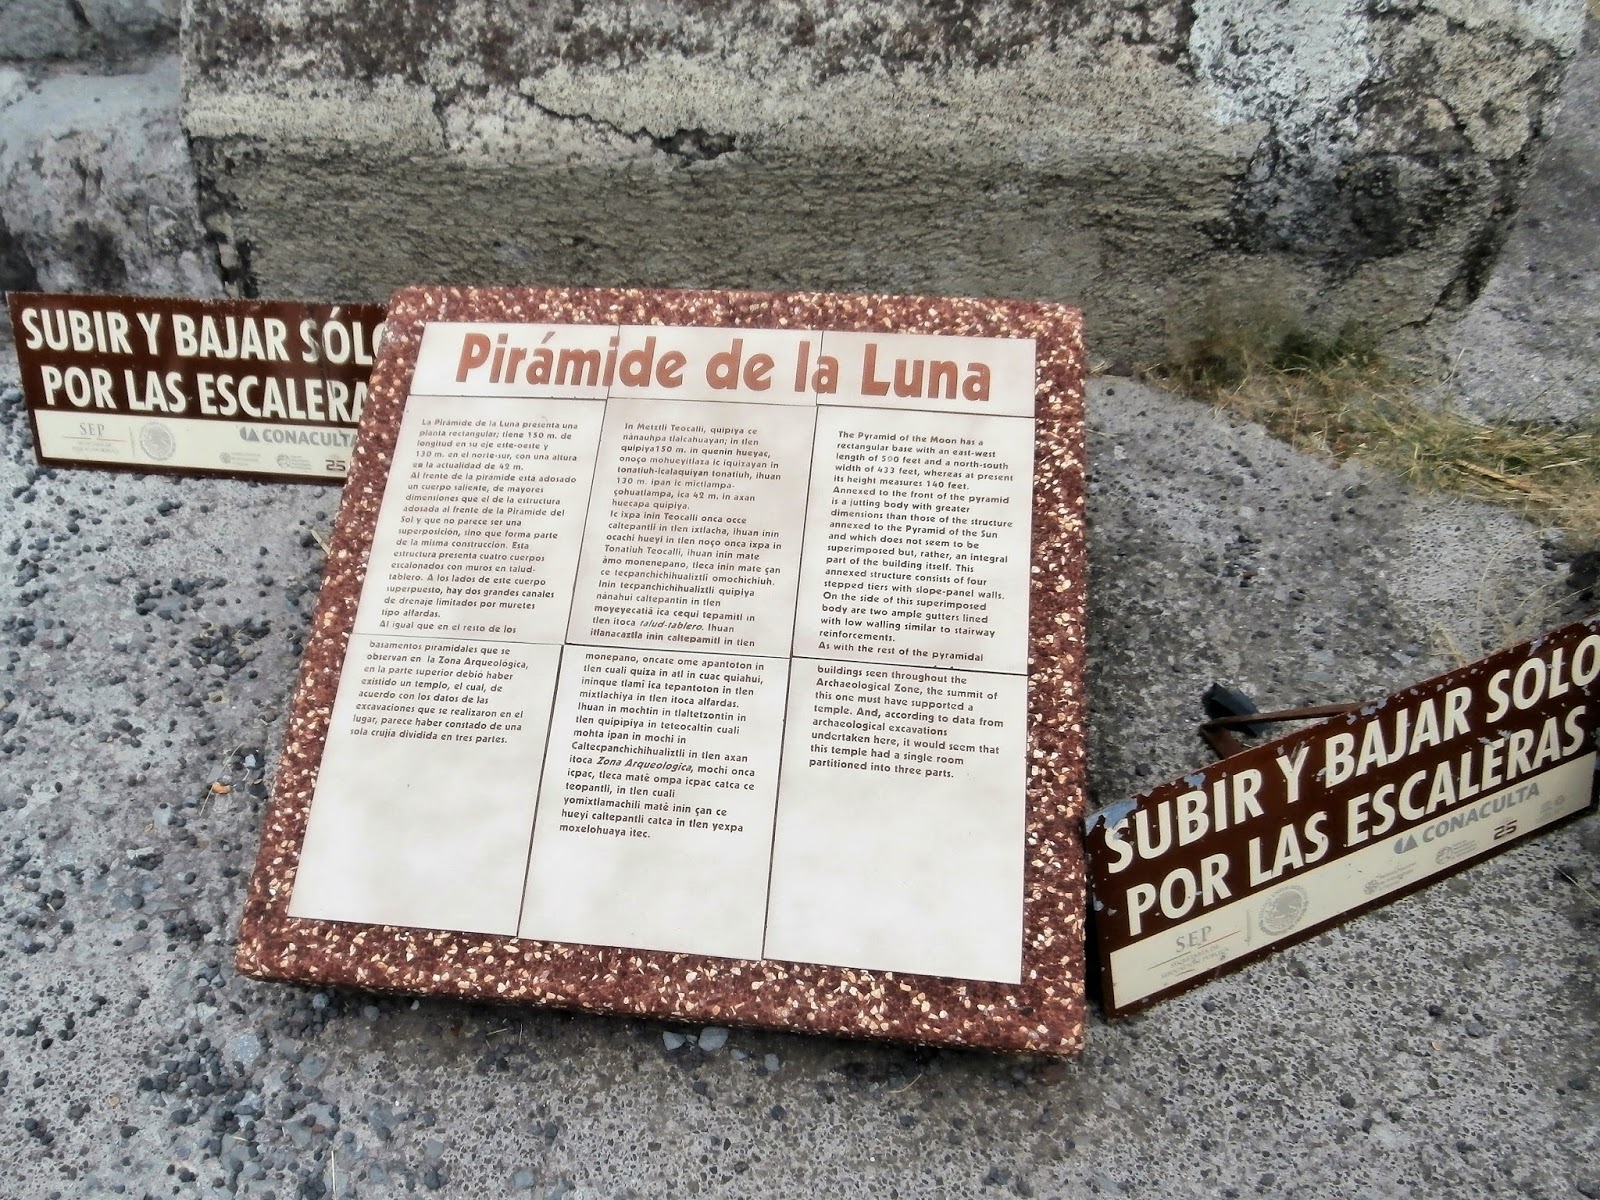 SUBIR Y BAJAR SÓLO
POR LAS ESCALERA
SEP
CONACULTA
25
Pirámide de la Luna
La Pirámide de la Luna presenta una
planta rectangular; tiene 150 m. de
longitud en su eje este-oeste y
130 m. en el norte-sur, con una altura
en la actualidad de 42 m.
Al frente de la pirámide está adosado
un cuerpo saliente, de mayores
dimensiones que el de la estructura
adosada al frente de la Pirámide del
Sol y que no parece ser una
superposición, sino que forma parte
de la misma construcción. Esta
estructura presenta cuatro cuerpos
escalonados con muros en talud-
tablero. A los lados de este cuerpo
superpuesto, hay dos grandes canales
de drenaje limitados por muretes
tipo alfardas.
Al igual que en el resto de los
basamentos piramidales que se
observan en la Zona Arqueológica,
en la parte superior debió haber
existido un templo, el cual, de
acuerdo con los datos de las
excavaciones que se realizaron en el
lugar, parece haber constado de una
sola crujía dividida en tres partes.
In Metztli Teocalli, quipiya ce
nánauhpa tlalcahuayan; in tlen
quipiya150 m. in quenin hueyac,
onoço mohueyitlaza ic iquizayan in
tonatiuh-Icalaquiyan tonatiuh, ihuan
130 m. ipan ic mictlampa-
çohuatlampa, ica 42 m. in axan
huecapa quipiya.
Ic ixpa inin Teocalli onca occe
caltepantli in tlen ixtlacha, ihuan inin
ocachi hueyi in tlen noço onca ixpa in
Tonatiuh Teocalli, ihuan inin mate
àmo monenepano, tleca inin mate çan
ce tecpanchichihualiztli omochichiuh.
Inin tecpanchichihualiztli quipiya
nánahui caltepantin in tlen
moyeyecatiâ ica cequi tepamitl in
tlen itoca talud-tablero. Ihuan
itlanacaztla inin caltepamitl in tlen
monepano, oncate ome apantoton in
tlen cuali quiza in atl in cuac quiahui,
ininque tlamî ica tepantoton in tlen
mixtlachiya in tlen itoca alfardas.
Ihuan in mochtin in tlaltetzontin in
tlen quipipiya in teteocaltin cuali
mohta ipan in mochi in
Caltecpanchichihualiztli in tlen axan
itoca Zona Arqueologica, mochi onca
icpac, tleca matê ompa icpac catca ce
teopantli, in tlen cuali
yomixtlamachili matê inin çan ce
hueyi caltepantli catca in tlen yexpa
moxelohuaya itec.
The Pyramid of the Moon has a
rectangular base with an east-west
length of 500 feet and a north-south
width of 433 feet, whereas at present
its height measures 140 feet.
Annexed to the front of the pyramid
is a jutting body with greater
dimensions than those of the structure
annexed to the Pyramid of the Sun
and which does not seem to be
superimposed but, rather, an integral
part of the building itself. This
annexed structure consists of four
stepped tiers with slope-panel walls.
On the side of this superimposed
body are two ample gutters lined
with low walling similar to stairway
reinforcements.
As with the rest of the pyramidal
buildings seen throughout the
Archaeological Zone, the summit of
this one must have supported a
temple. And, according to data from
archaeological excavations
undertaken here, it would seem that
this temple had a single room
partitioned into three parts.
SUBIR Y BAJAR SOLO
POR LAS ESCALERAS
SEP
CONACULTA
25